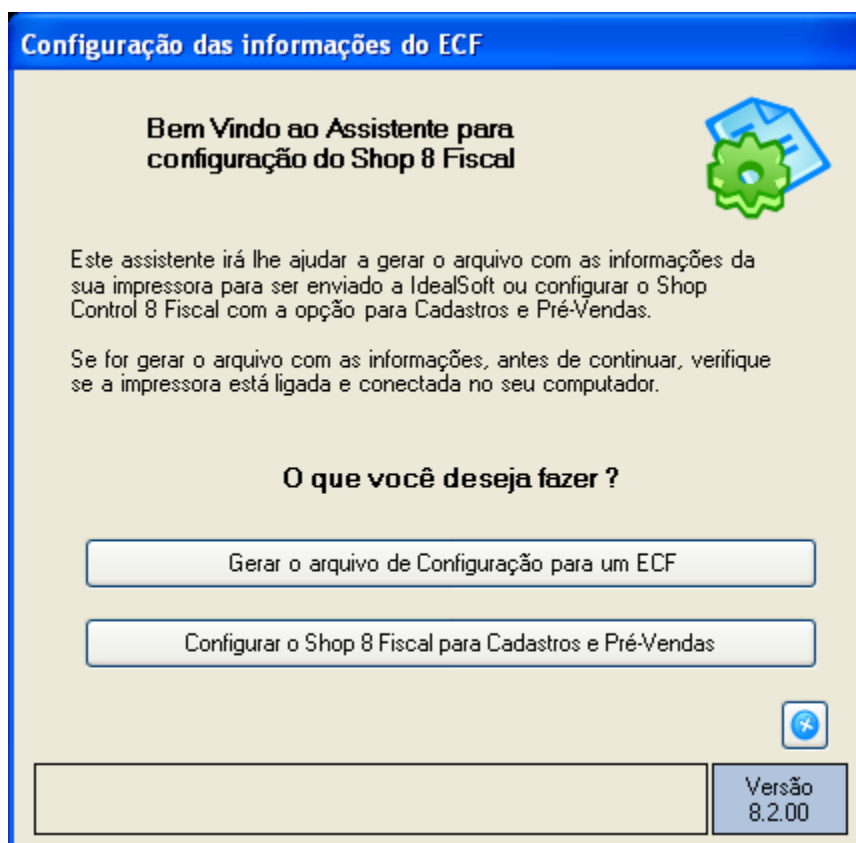 Configuração das informações do ECF
Bem Vindo ao Assistente para
configuração do Shop 8 Fiscal
Este assistente irá lhe ajudar a gerar o arquivo com as informações da
sua impressora para ser enviado a IdealSoft ou configurar o Shop
Control 8 Fiscal com a opção para Cadastros e Pré-Vendas.
Se for gerar o arquivo com as informações, antes de continuar, verifique
se a impressora está ligada e conectada no seu computador.
O que você deseja fazer ?
Gerar o arquivo de Configuração para um ECF
Configurar o Shop 8 Fiscal para Cadastros e Pré-Vendas
Versão
8.2.00